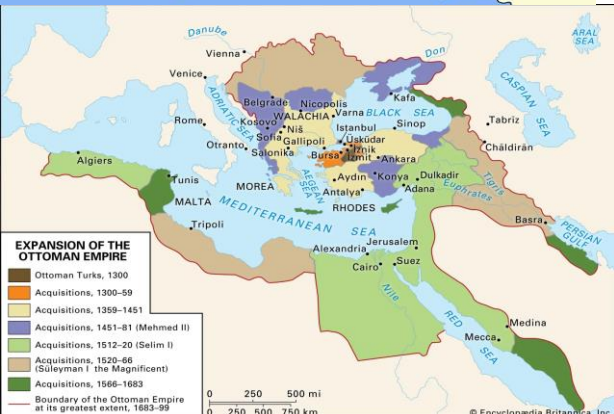 Danube
Don
ARAL
SEA
Vienna
Venice
CASPIAN SEA
ADRIATIC SEA
Belgrade
Nicopolis
Kafa
WALACHIA
Varna
BLACK SEA
Rome
Kosovo
Niš
Istanbul
Sinop
Tabriz
Sofia
Gallipoli
Üsküdar
Chāldirān
Otranto
Salonika
Bursa
İznik
İzmit
Ankara
Algiers
Aydın
Konya
Dulkadir
Tigris
Tunis
MOREA
AEGEAN SEA
Antalya
Adana
Euphrates
MALTA
MEDITERRANEAN SEA
RHODES
Basra
PERSIAN
GULF
Tripoli
Jerusalem
Alexandria
Cairo
Suez
Nile
RED
SEA
Medina
Mecca
EXPANSION OF THE
OTTOMAN EMPIRE
Ottoman Turks, 1300
Acquisitions, 1300–59
Acquisitions, 1359–1451
Acquisitions, 1451–81 (Mehmed II)
Acquisitions, 1512–20 (Selim I)
Acquisitions, 1520–66
(Süleyman I the Magnificent)
Acquisitions, 1566–1683
Boundary of the Ottoman Empire
at its greatest extent, 1683–99
0 250 500 mi
0 250 500 750 km
© Encyclopædia Britannica, Inc.